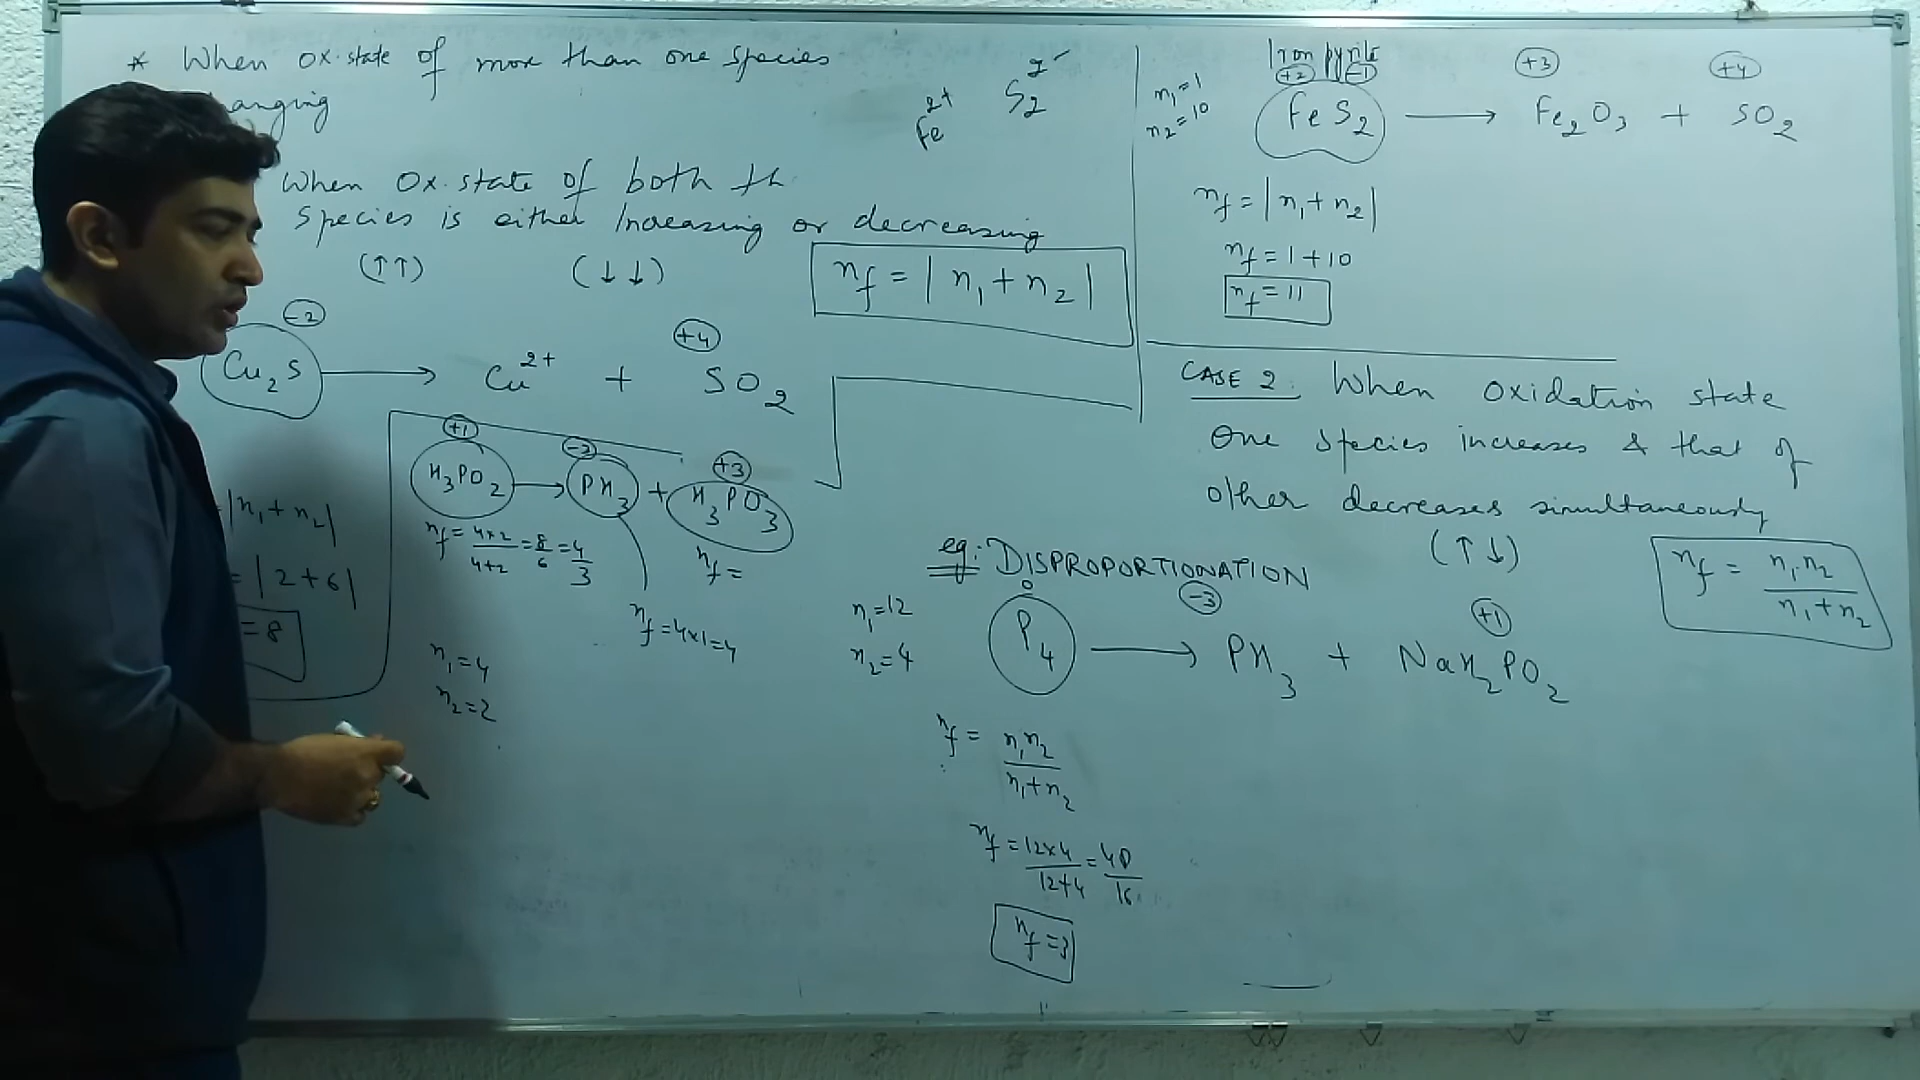 * When ox. state of more than one species
anging
When Ox. state of both th
Species is either Increasing or decreasing
(↑↑) (↓↓)
nf = | n1 + n2 |
Fe2+ S2 2-
-2 +4
Cu2S → Cu2+ + SO2
|n1 + n2|
= |2+6|
= 8
+1 +3
H3PO2 → PH3 + H3PO3
nf = 4×2/4+2 = 8/6 = 4/3
nf =
nf = 4×1 = 4
n1 = 4
n2 = 2
Iron pyrite
+2 -1 +3 +4
n1 = 1
n2 = 10
FeS2 → Fe2O3 + SO2
nf = |n1 + n2|
nf = 1 + 10
nf = 11
CASE 2 : When oxidation state
One species increases & that of
other decreases simultaneously
(↑↓)
nf = n1n2/n1+n2
eg: DISPROPORTIONATION
0 -3 +1
n1 = 12
n2 = 4
P4 → PH3 + NaH2PO2
nf = n1n2/n1+n2
nf = 12×4/12+4 = 48/16
nf = 3